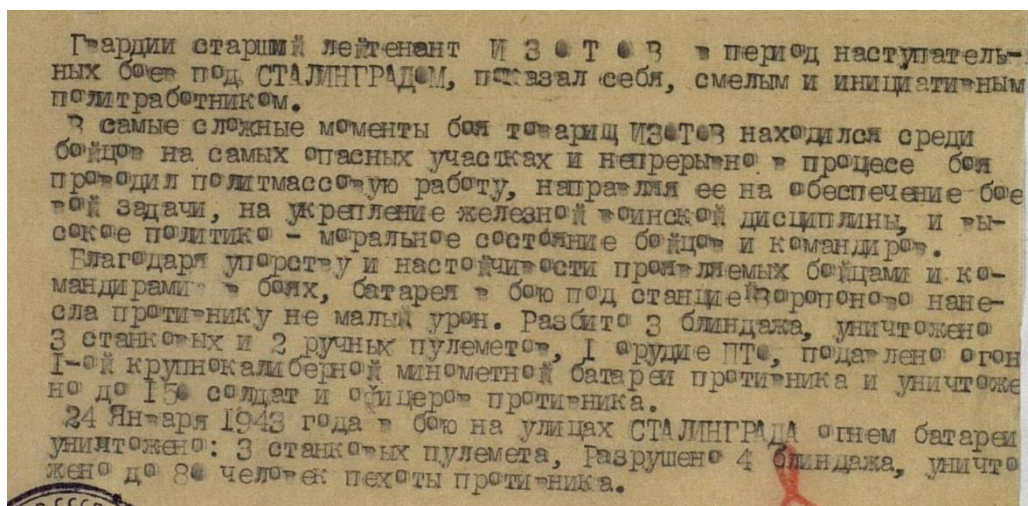 Гвардии старший лейтенант И З О Т О В в период наступатель-
ных боев под СТАЛИНГРАДОМ, показал себя, смелым и инициативным
политработником.
В самые сложные моменты боя товарищ ИЗОТОВ находился среди
бойцов на самых опасных участках и непрерывно в процесе боя
проводил политмассовую работу, направляя ее на обеспечение бое
вой задачи, на укрепление железной воинской дисциплины, и вы-
сокое политико - моральное состояние бойцов и командиров.
Благодаря упорству и настойчивости проявляемых бойцами и ко-
мандирами в боях, батарея в бою под станцией Воропоново нане-
сла противнику не малый урон. Разбито 3 блиндажа, уничтожено
3 станковых и 2 ручных пулеметов, I орудие ПТО, подавлено огон
I-ой крупнокалиберной минометной батареи противника и уничтоже
но до 150 солдат и офицеров противника.
24 Января 1943 года в бою на улицах СТАЛИНГРАДА огнем батареи
уничтожено: 3 станковых пулемета, Разрушено 4 блиндажа, уничто
жено до 80 человек пехоты противника.
СССР